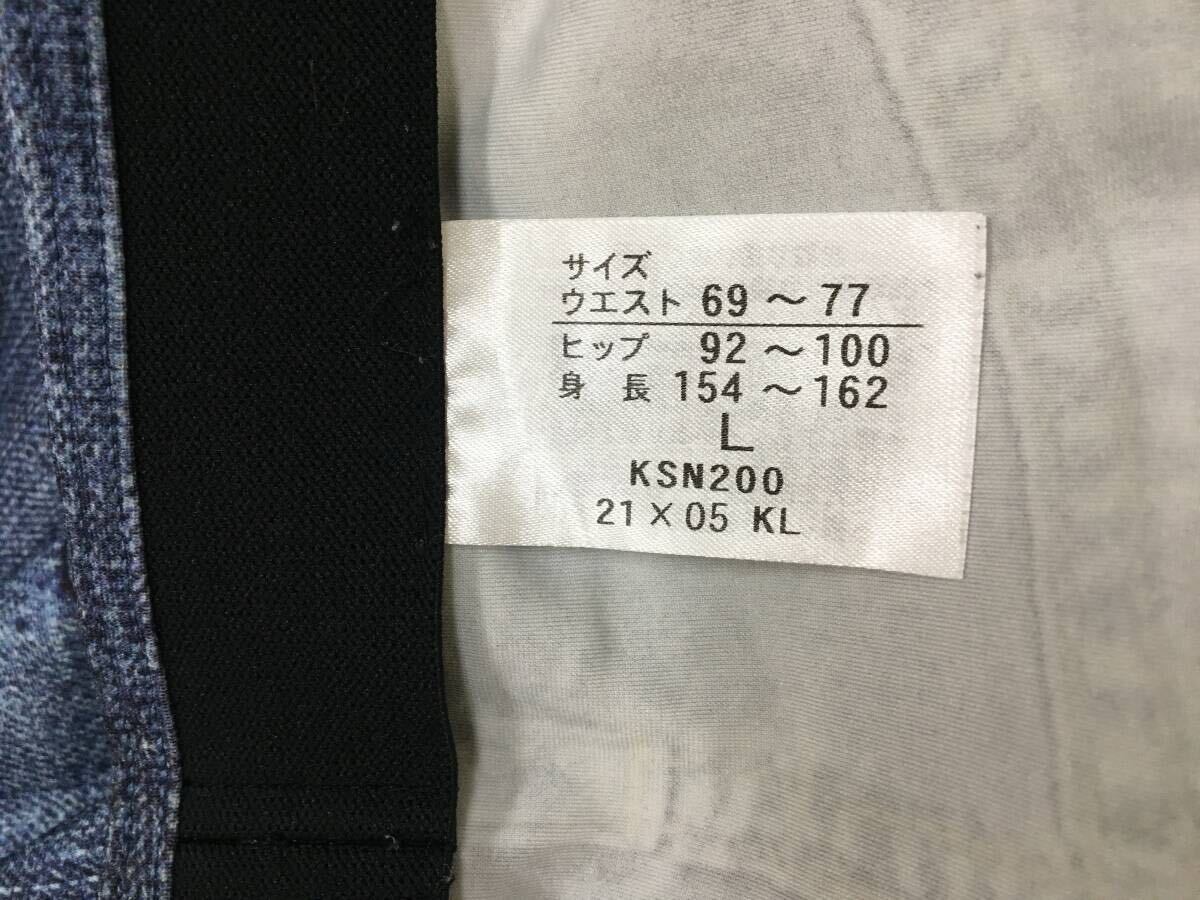 サイズ
ウエスト 69 〜 77
ヒップ 92 〜 100
身 長 154 〜 162
L
KSN200
21 × 05 KL